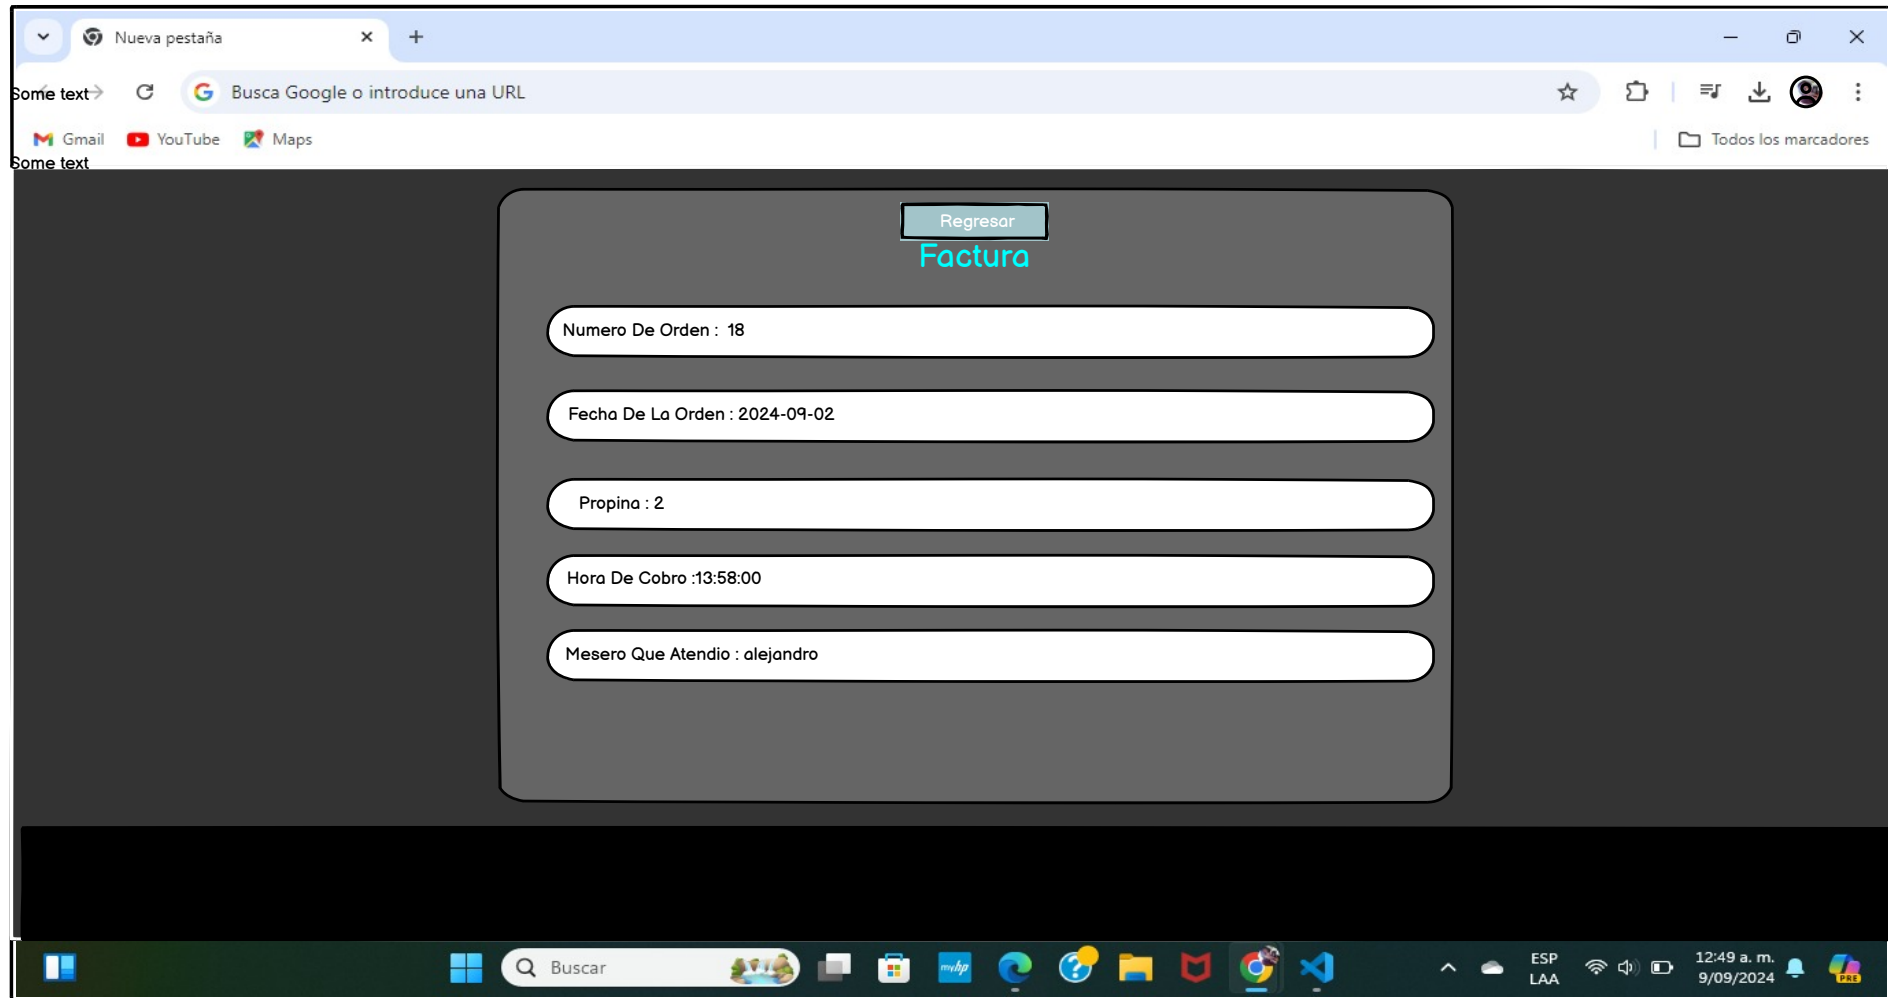 Nueva pestaña
Some text
Busca Google o introduce una URL
Gmail YouTube Maps
Todos los marcadores
Some text
Regresar
Factura
Numero De Orden : 18
Fecha De La Orden : 2024-09-02
Propina : 2
Hora De Cobro :13:58:00
Mesero Que Atendio : alejandro
Buscar
myhp
ESP
LAA
12:49 a. m.
9/09/2024
PRE